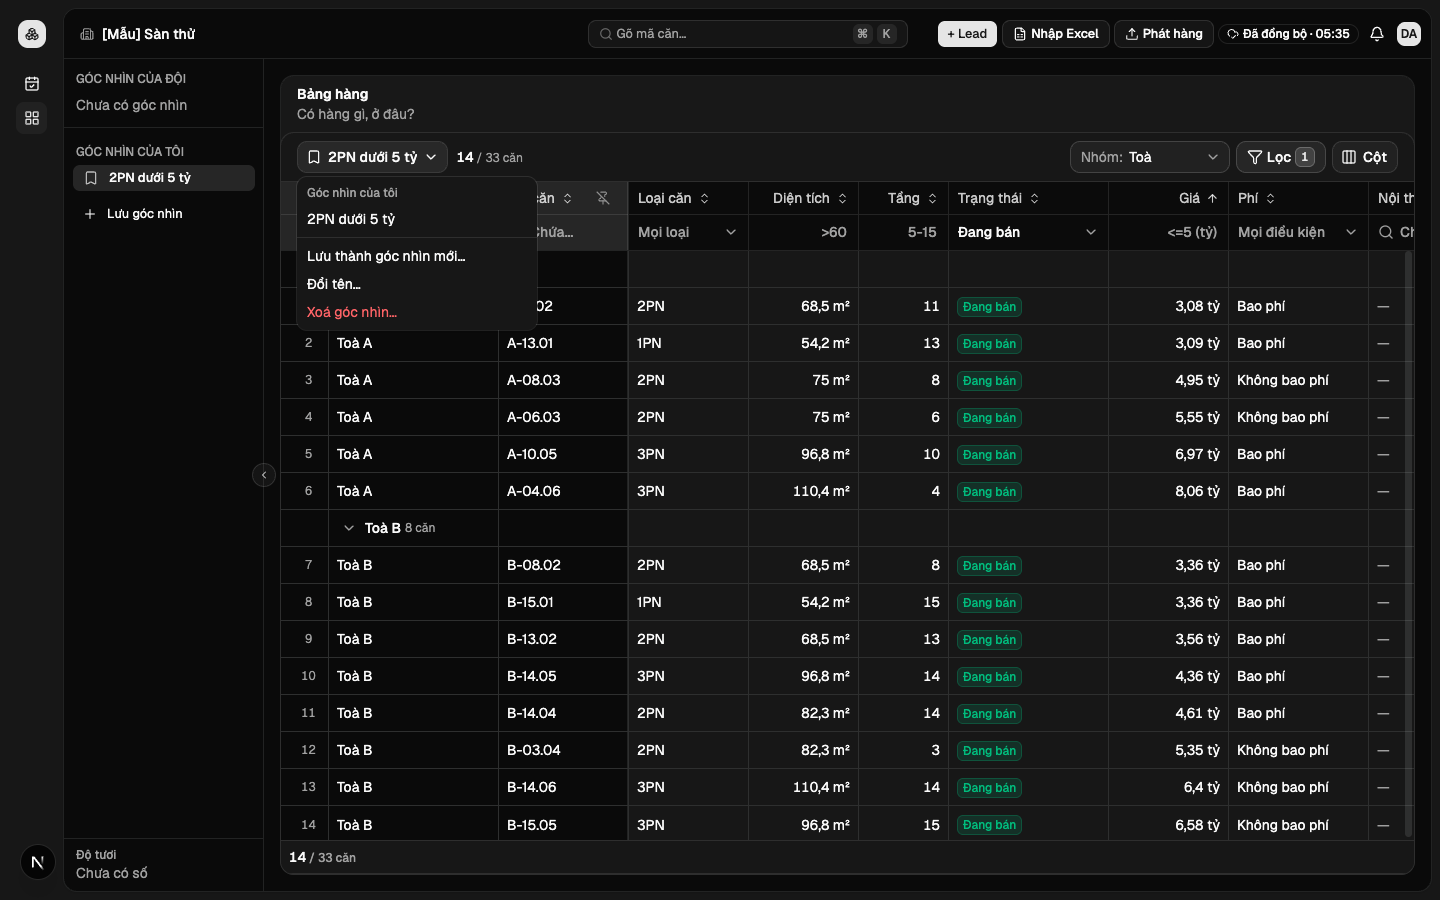 [Mẫu] Sàn thử
Gõ mã căn...
⌘ K
+ Lead
Nhập Excel
Phát hàng
Đã đồng bộ · 05:35
DA
GÓC NHÌN CỦA ĐỘI
Chưa có góc nhìn
GÓC NHÌN CỦA TÔI
2PN dưới 5 tỷ
+ Lưu góc nhìn
Độ tươi
Chưa có số
N
Bảng hàng
Có hàng gì, ở đâu?
2PN dưới 5 tỷ
14 / 33 căn
Nhóm: Toà
Lọc 1
Cột
Góc nhìn của tôi
2PN dưới 5 tỷ
Lưu thành góc nhìn mới...
Đổi tên...
Xoá góc nhìn...
căn Loại căn Diện tích Tầng Trạng thái Giá Phí Nội th
Chứa... Mọi loại >60 5-15 Đang bán <=5 (tỷ) Mọi điều kiện Ch
02 2PN 68,5 m² 11 Đang bán 3,08 tỷ Bao phí —
2 Toà A A-13.01 1PN 54,2 m² 13 Đang bán 3,09 tỷ Bao phí —
3 Toà A A-08.03 2PN 75 m² 8 Đang bán 4,95 tỷ Không bao phí —
4 Toà A A-06.03 2PN 75 m² 6 Đang bán 5,55 tỷ Không bao phí —
5 Toà A A-10.05 3PN 96,8 m² 10 Đang bán 6,97 tỷ Bao phí —
6 Toà A A-04.06 3PN 110,4 m² 4 Đang bán 8,06 tỷ Bao phí —
Toà B 8 căn
7 Toà B B-08.02 2PN 68,5 m² 8 Đang bán 3,36 tỷ Bao phí —
8 Toà B B-15.01 1PN 54,2 m² 15 Đang bán 3,36 tỷ Bao phí —
9 Toà B B-13.02 2PN 68,5 m² 13 Đang bán 3,56 tỷ Bao phí —
10 Toà B B-14.05 3PN 96,8 m² 14 Đang bán 4,36 tỷ Bao phí —
11 Toà B B-14.04 2PN 82,3 m² 14 Đang bán 4,61 tỷ Bao phí —
12 Toà B B-03.04 2PN 82,3 m² 3 Đang bán 5,35 tỷ Không bao phí —
13 Toà B B-14.06 3PN 110,4 m² 14 Đang bán 6,4 tỷ Không bao phí —
14 Toà B B-15.05 3PN 96,8 m² 15 Đang bán 6,58 tỷ Không bao phí —
14 / 33 căn